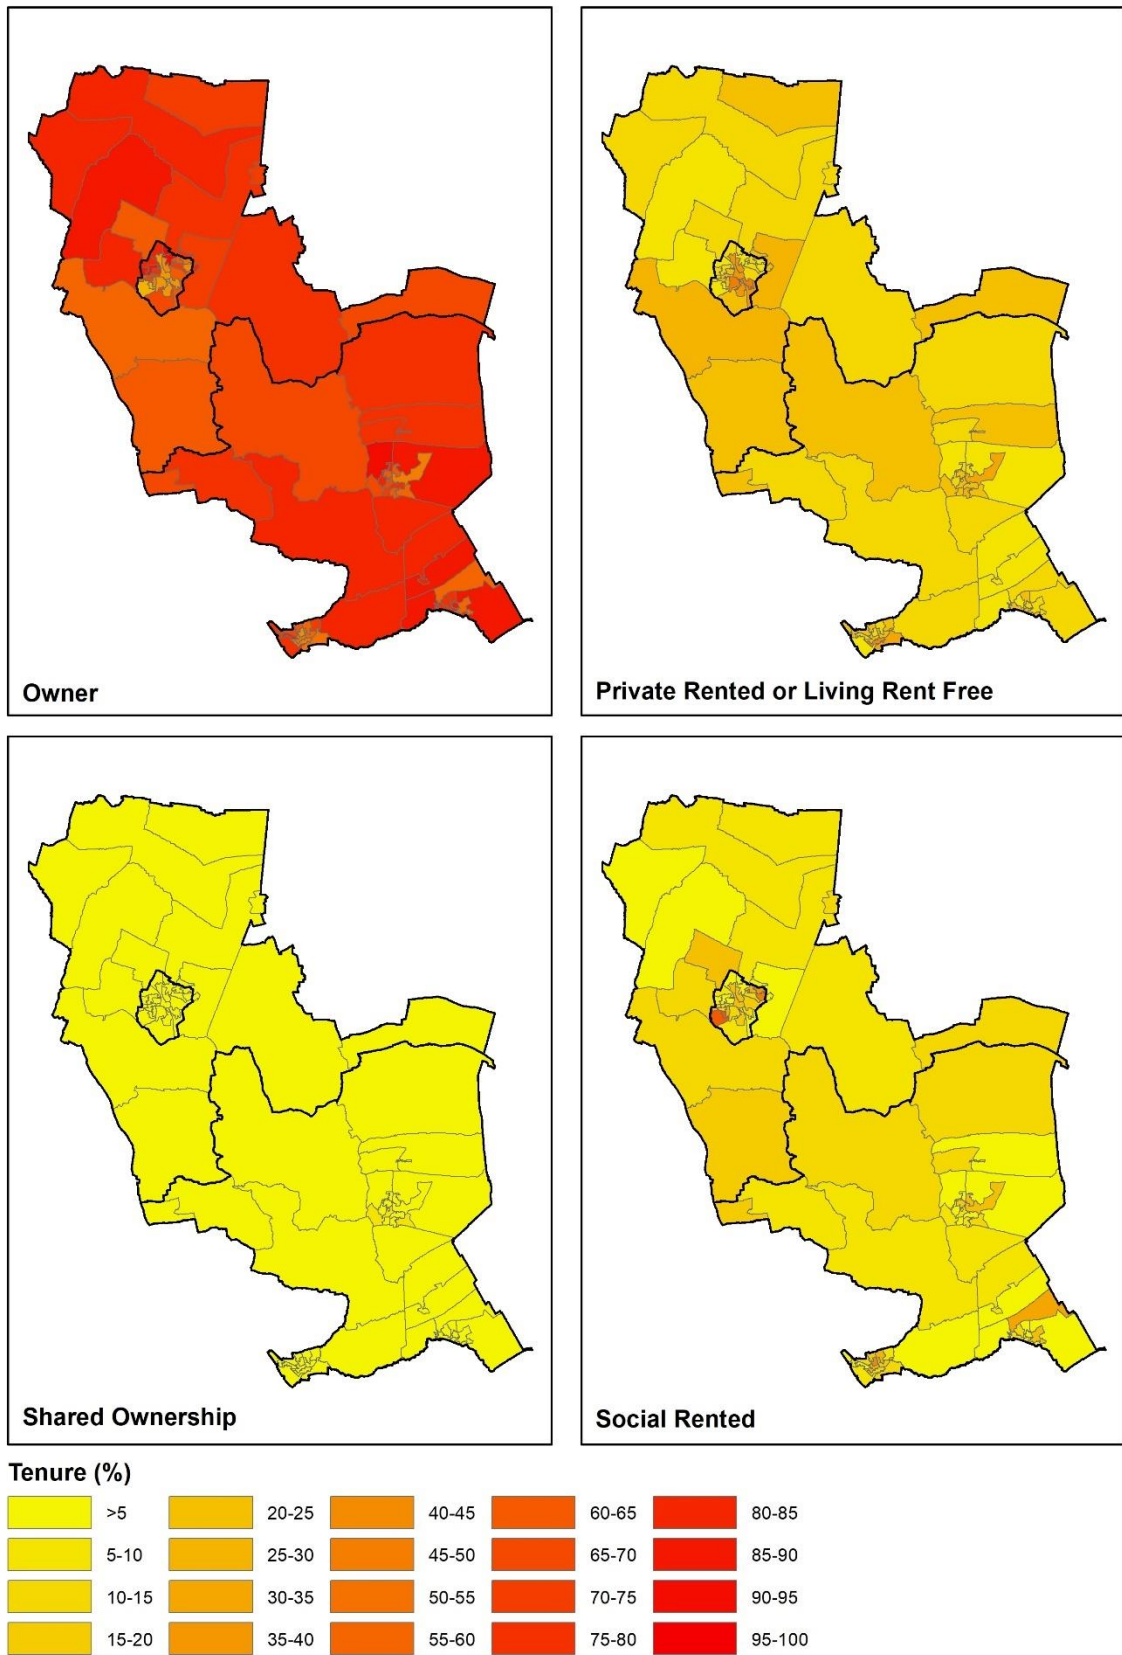 Owner
Private Rented or Living Rent Free
Shared Ownership
Social Rented
Tenure (%)
>5 20-25 40-45 60-65 80-85
5-10 25-30 45-50 65-70 85-90
10-15 30-35 50-55 70-75 90-95
15-20 35-40 55-60 75-80 95-100